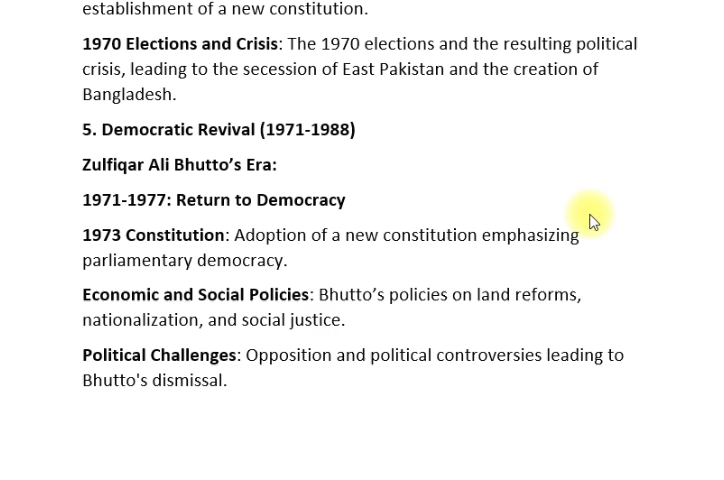 establishment of a new constitution.
1970 Elections and Crisis: The 1970 elections and the resulting political
crisis, leading to the secession of East Pakistan and the creation of
Bangladesh.
5. Democratic Revival (1971-1988)
Zulfiqar Ali Bhutto’s Era:
1971-1977: Return to Democracy
1973 Constitution: Adoption of a new constitution emphasizing
parliamentary democracy.
Economic and Social Policies: Bhutto’s policies on land reforms,
nationalization, and social justice.
Political Challenges: Opposition and political controversies leading to
Bhutto's dismissal.